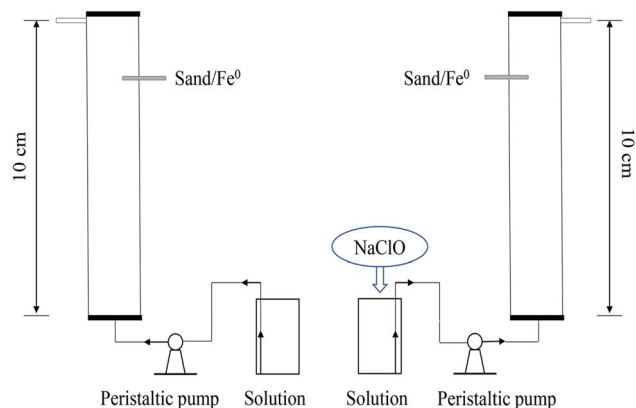 Sand/Fe⁰
Sand/Fe⁰
10 cm
10 cm
NaClO
Peristaltic pump
Solution
Solution
Peristaltic pump